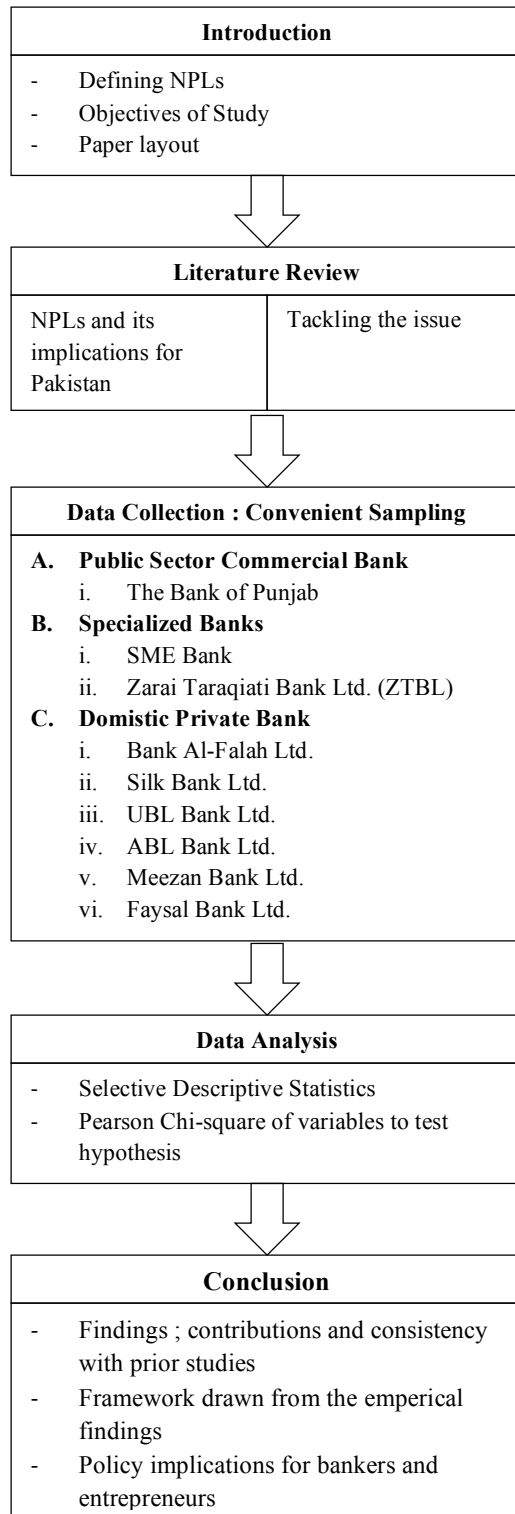 Introduction
- Defining NPLs
- Objectives of Study
- Paper layout
Literature Review
NPLs and its
implications for
Pakistan
Tackling the issue
Data Collection : Convenient Sampling
A. Public Sector Commercial Bank
i. The Bank of Punjab
B. Specialized Banks
i. SME Bank
ii. Zarai Taraqiati Bank Ltd. (ZTBL)
C. Domistic Private Bank
i. Bank Al-Falah Ltd.
ii. Silk Bank Ltd.
iii. UBL Bank Ltd.
iv. ABL Bank Ltd.
v. Meezan Bank Ltd.
vi. Faysal Bank Ltd.
Data Analysis
- Selective Descriptive Statistics
- Pearson Chi-square of variables to test
hypothesis
Conclusion
- Findings ; contributions and consistency
with prior studies
- Framework drawn from the emperical
findings
- Policy implications for bankers and
entrepreneurs